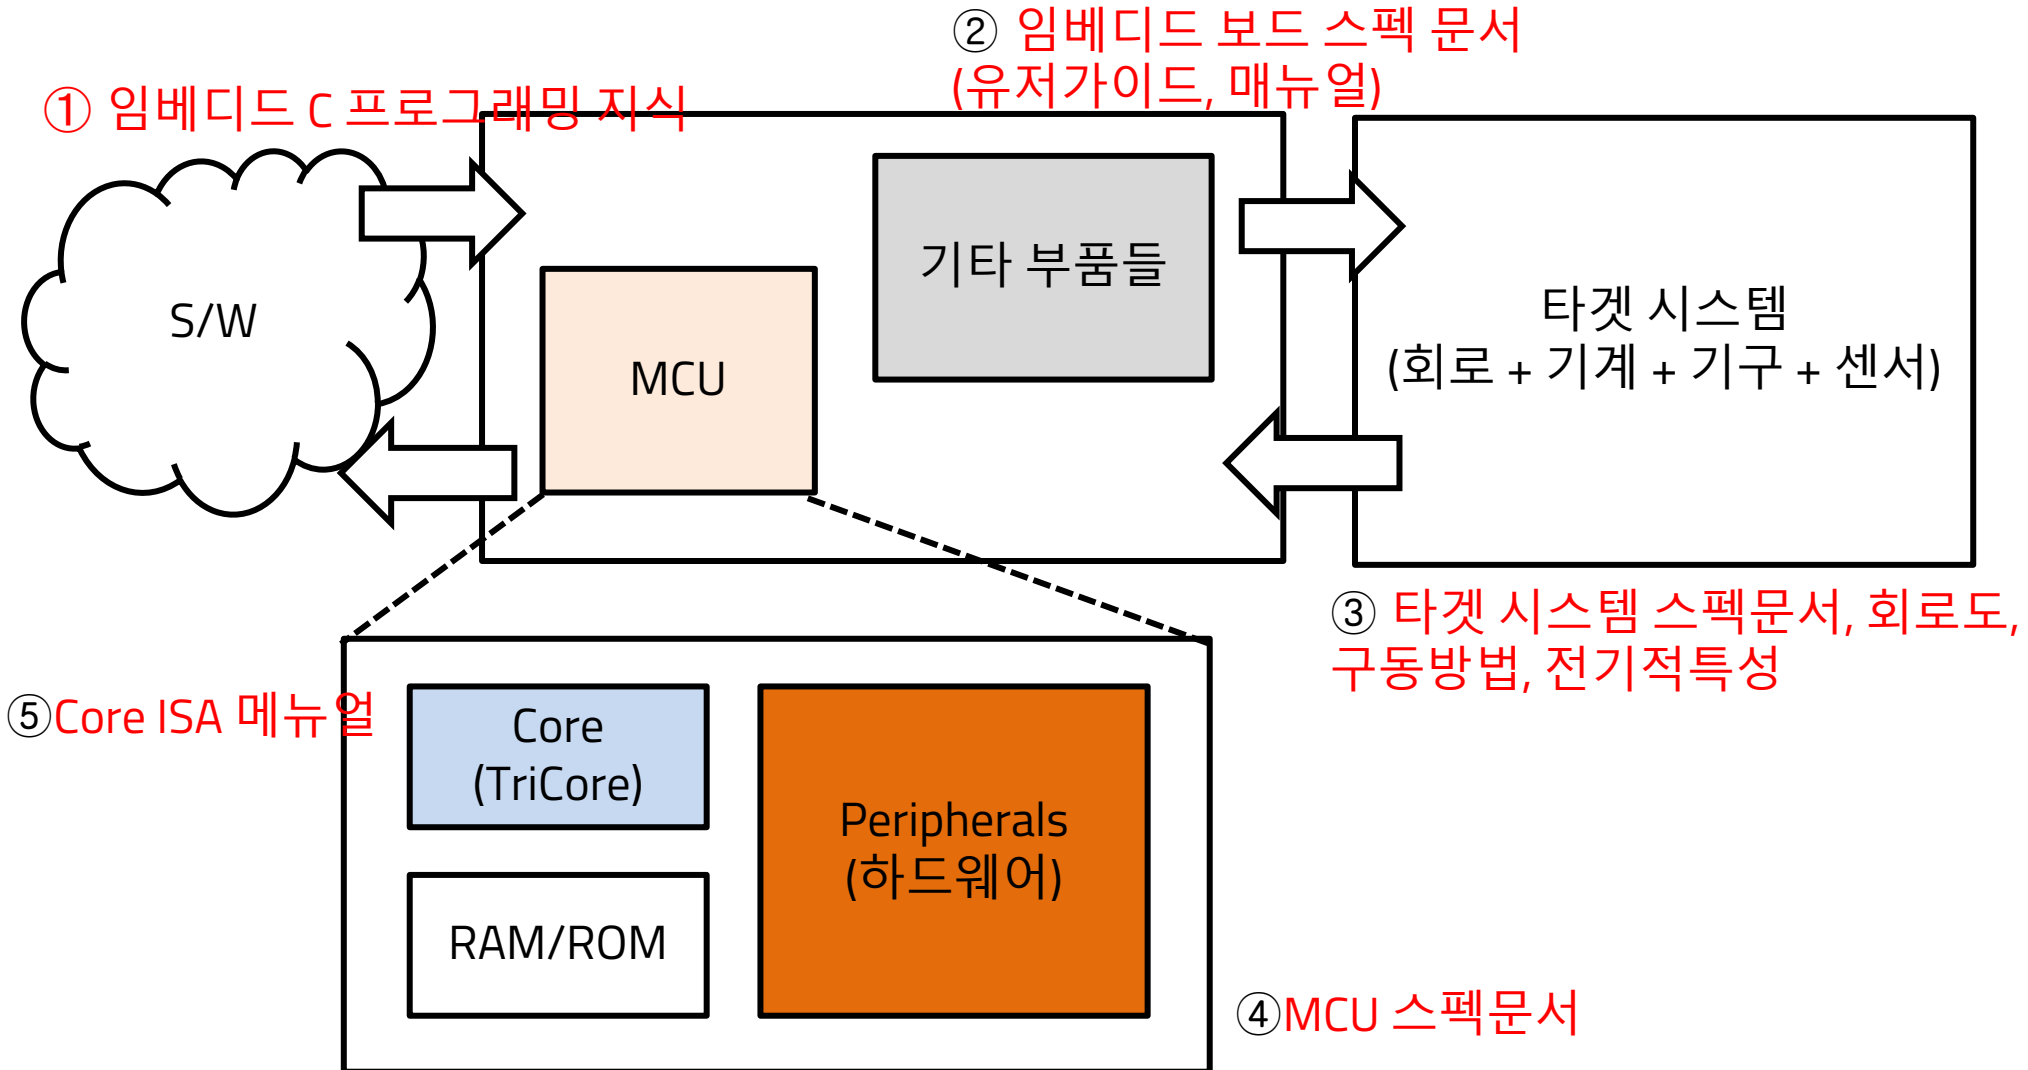 ② 임베디드 보드 스펙 문서
(유저가이드, 매뉴얼)
① 임베디드 C 프로그래밍 지식
기타 부품들
S/W
MCU
타겟 시스템
(회로 + 기계 + 기구 + 센서)
③ 타겟 시스템 스펙문서, 회로도,
구동방법, 전기적특성
⑤Core ISA 메뉴얼
Core
(TriCore)
Peripherals
(하드웨어)
RAM/ROM
④MCU 스펙문서